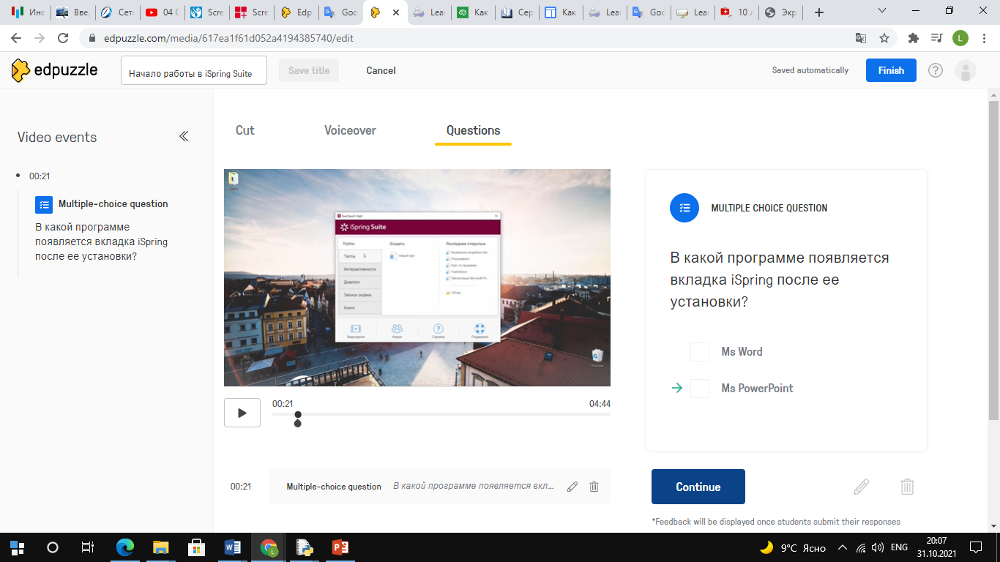 Инс
Вве,
Сете
04 (
Scre
Scre
Edp
Goo
Lear
Как
Сер
Как
Lear
Goo
Lear
10 л
Экр
edpuzzle.com/media/617ea1f61d052a4194385740/edit
L
edpuzzle
Начало работы в iSpring Suite
Save title
Cancel
Saved automatically
Finish
?
Video events
00:21
Multiple-choice question
В какой программе
появляется вкладка iSpring
после ее установки?
Cut
Voiceover
Questions
Быстрый старт
iSpring Suite
Курсы
Тесты
Интерактивности
Диалоги
Записи экрана
Книги
Создать
Новый курс
Последние открытые
Обзор...
Видеоуроки
Форум
Справка
Поддержка
Корзина
00:21
04:44
00:21
Multiple-choice question
В какой программе появляется вкл...
MULTIPLE CHOICE QUESTION
В какой программе появляется
вкладка iSpring после ее
установки?
Ms Word
Ms PowerPoint
Continue
*Feedback will be displayed once students submit their responses
9°C Ясно
ENG
20:07
31.10.2021